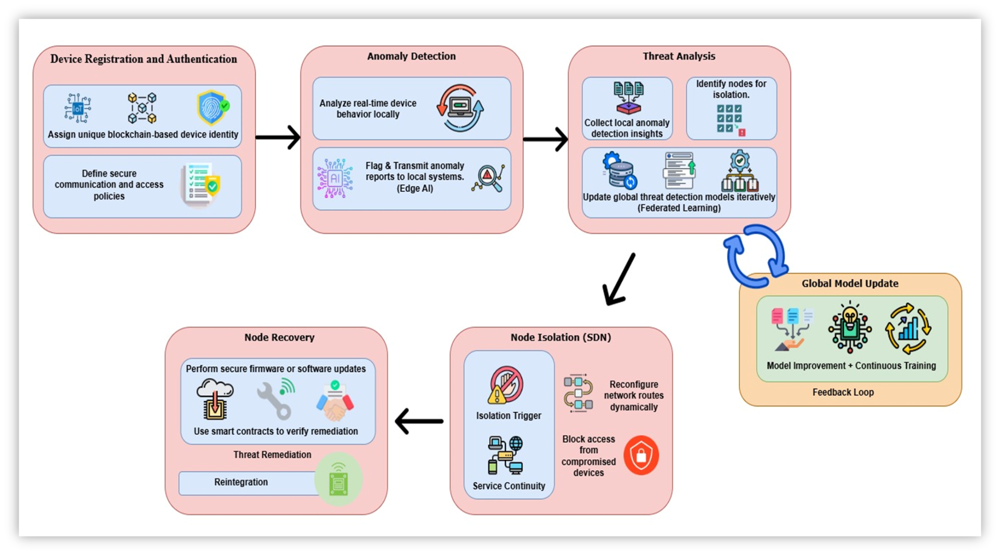 Device Registration and Authentication
IoT
Assign unique blockchain-based device identity
Define secure
communication and access
policies
Anomaly Detection
Analyze real-time device
behavior locally
AI
Flag & Transmit anomaly
reports to local systems.
(Edge AI)
Threat Analysis
Collect local anomaly
detection insights
Identify nodes for
isolation.
Update global threat detection models iteratively
(Federated Learning)
Global Model Update
Model Improvement + Continuous Training
Feedback Loop
Node Isolation (SDN)
Isolation Trigger
Service Continuity
Reconfigure
network routes
dynamically
Block access
from
compromised
devices
Node Recovery
Perform secure firmware or software updates
Use smart contracts to verify remediation
Threat Remediation
Reintegration